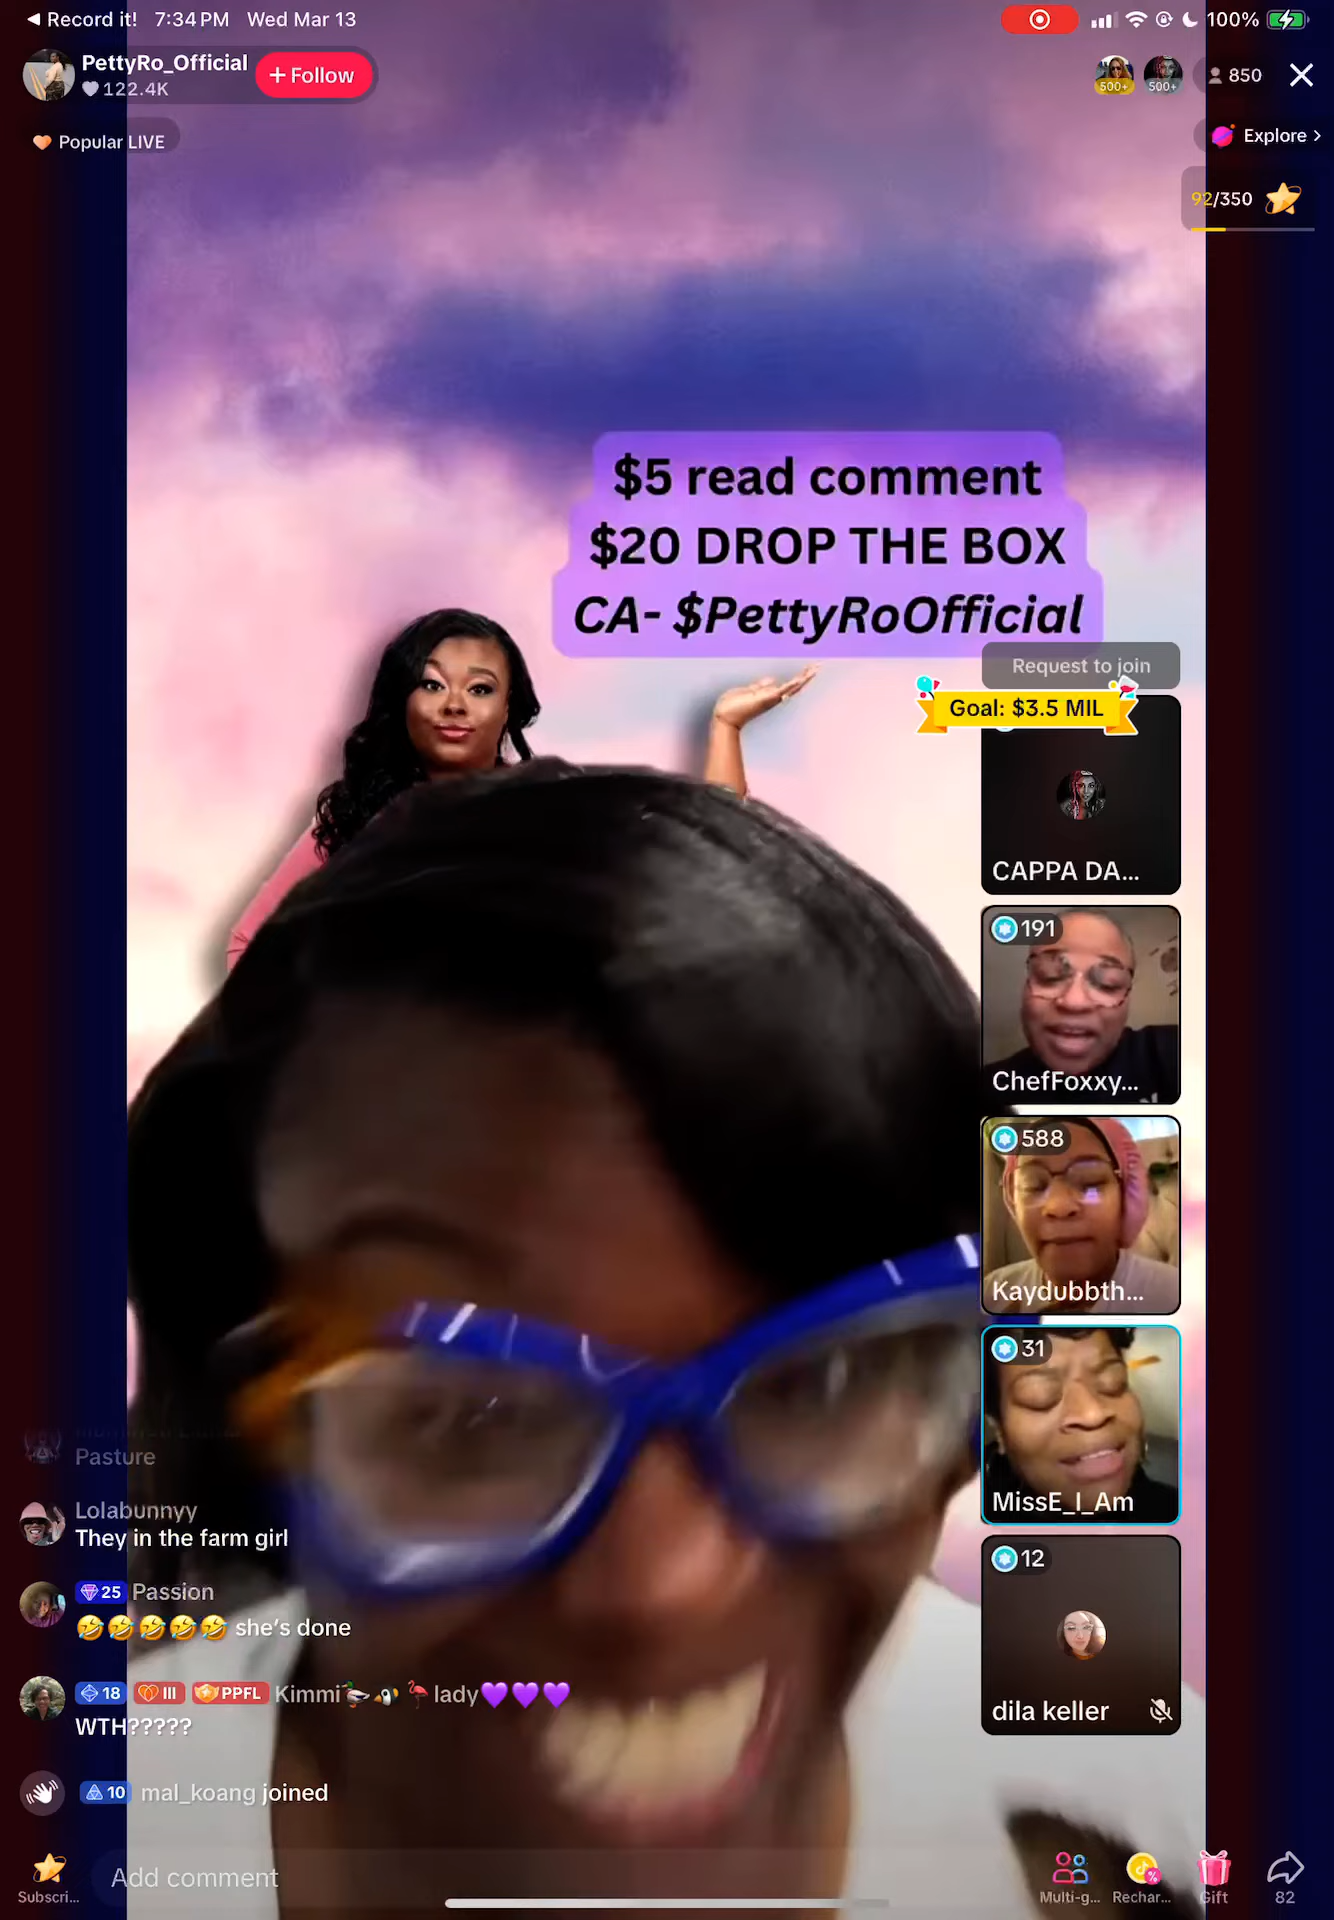 Record it! 7:34 PM Wed Mar 13
100%
PettyRo_Official
122.4K
+ Follow
500+
500+
850
Popular LIVE
Explore >
92/350
$5 read comment
$20 DROP THE BOX
CA- $PettyRoOfficial
Request to join
Goal: $3.5 MIL
CAPPA DA...
191
ChefFoxxy...
588
Kaydubbth...
31
MissE_I_Am
12
dila keller
Pasture
Lolabunnyy
They in the farm girl
25 Passion
🤣🤣🤣🤣🤣 she's done
18 III PPFL Kimmi🦆🐠🦩lady💜💜💜
WTH?????
10 mal_koang joined
Add comment
Subscri...
Multi-g...
Rechar...
Gift
82